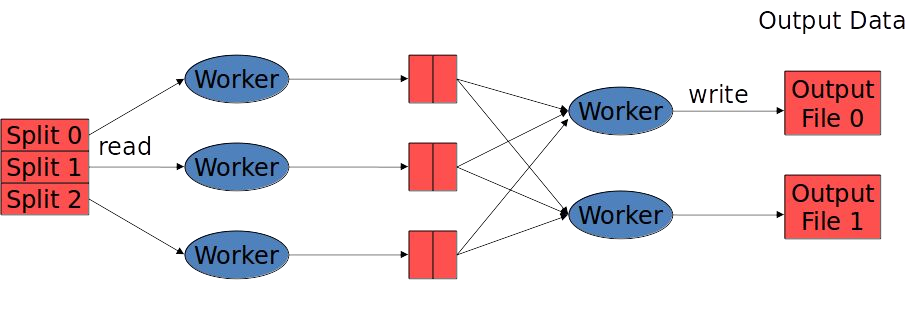 Output Data
Worker
Split 0
Split 1
Split 2
read
Worker
Worker
Worker
write
Output
File 0
Worker
Output
File 1